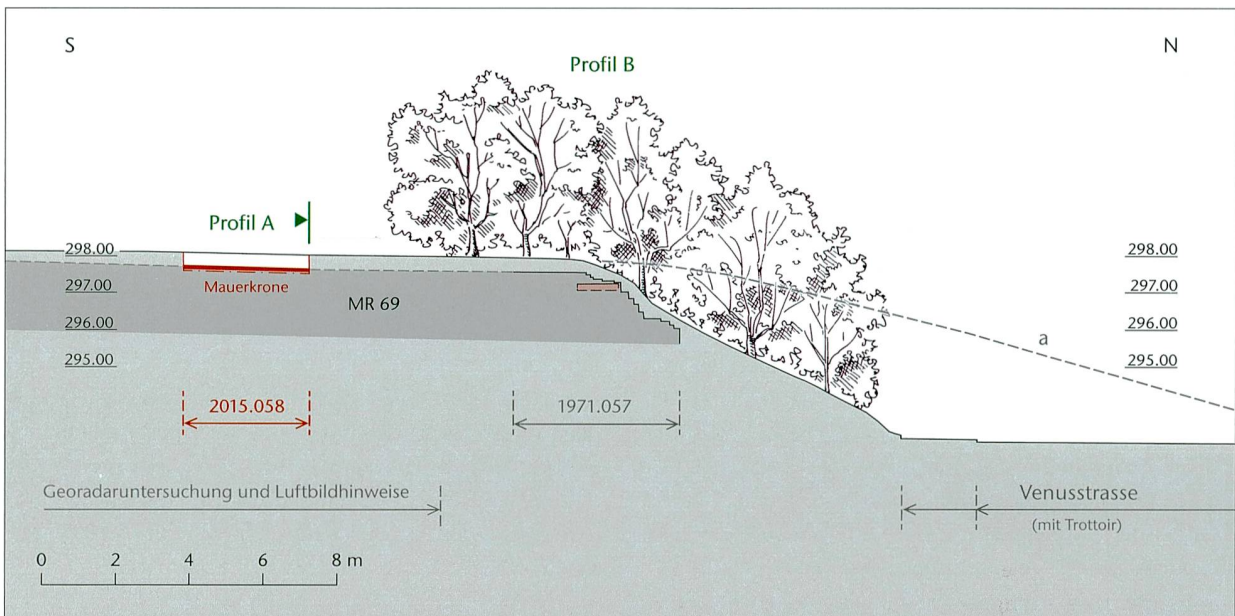 S
N
Profil B
Profil A
298.00
298.00
297.00
Mauerkrone
297.00
MR 69
296.00
296.00
a
295.00
295.00
2015.058
1971.057
Georadaruntersuchung und Luftbildhinweise
Venusstrasse
(mit Trottoir)
0 2 4 6 8 m